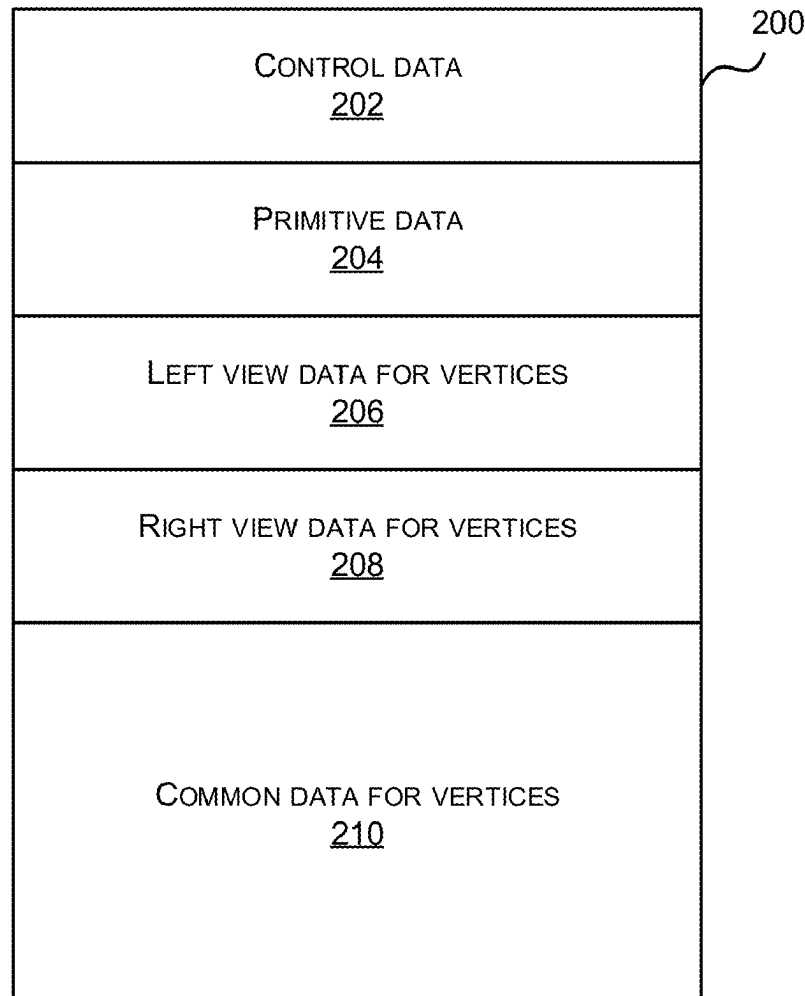 200
CONTROL DATA
202
PRIMITIVE DATA
204
LEFT VIEW DATA FOR VERTICES
206
RIGHT VIEW DATA FOR VERTICES
208
COMMON DATA FOR VERTICES
210